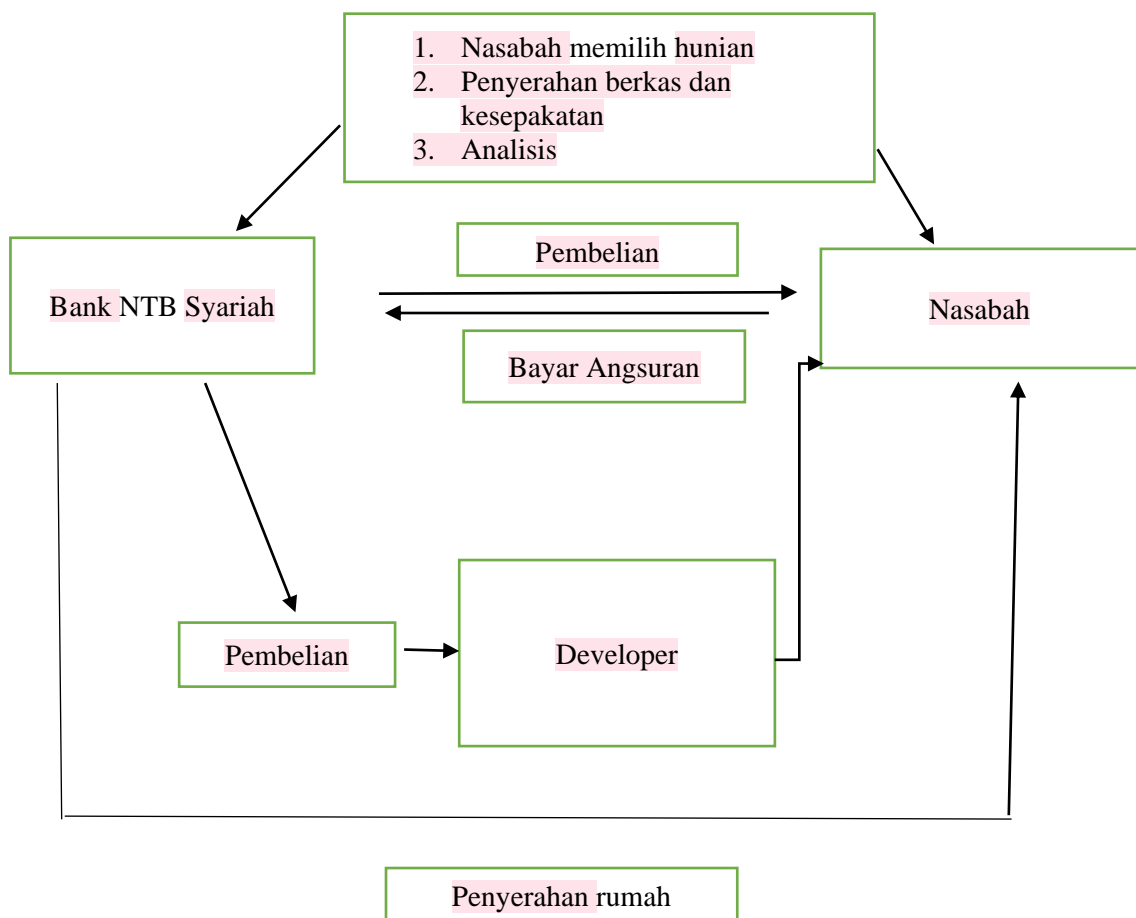 1. Nasabah memilih hunian
2. Penyerahan berkas dan
kesepakatan
3. Analisis
Pembelian
Bank NTB Syariah
Nasabah
Bayar Angsuran
Pembelian
Developer
Penyerahan rumah